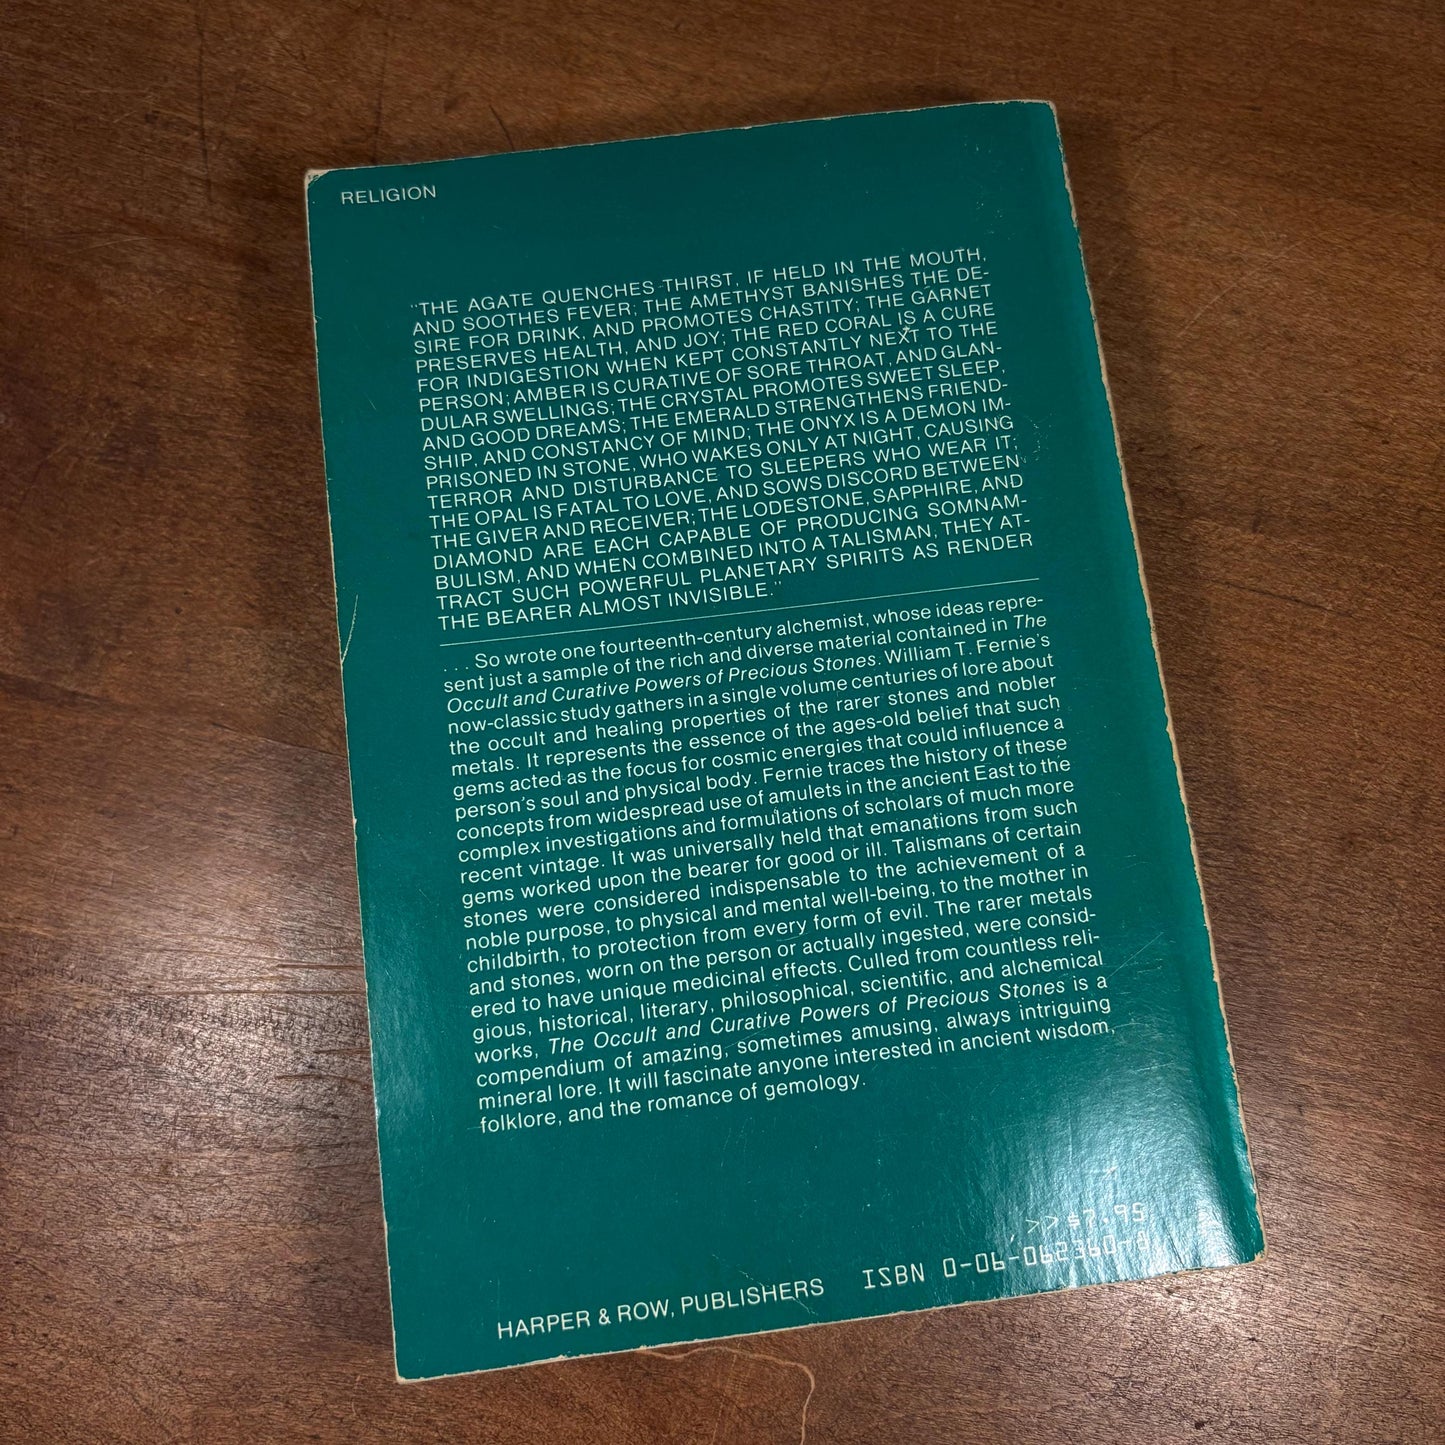 RELIGION
"THE AGATE QUENCHES THIRST, IF HELD IN THE MOUTH,
AND SOOTHES FEVER; THE AMETHYST BANISHES THE DE-
SIRE FOR DRINK, AND PROMOTES CHASTITY; THE GARNET
PRESERVES HEALTH, AND JOY; THE RED CORAL IS A CURE
FOR INDIGESTION WHEN KEPT CONSTANTLY NEXT TO THE
PERSON; AMBER IS CURATIVE OF SORE THROAT, AND GLAN-
DULAR SWELLINGS; THE CRYSTAL PROMOTES SWEET SLEEP,
AND GOOD DREAMS; THE EMERALD STRENGTHENS FRIEND-
SHIP, AND CONSTANCY OF MIND; THE ONYX IS A DEMON IM-
PRISONED IN STONE, WHO WAKES ONLY AT NIGHT, CAUSING
TERROR AND DISTURBANCE TO SLEEPERS WHO WEAR IT;
THE OPAL IS FATAL TO LOVE, AND SOWS DISCORD BETWEEN
THE GIVER AND RECEIVER; THE LODESTONE, SAPPHIRE, AND
DIAMOND ARE EACH CAPABLE OF PRODUCING SOMNAM-
BULISM, AND WHEN COMBINED INTO A TALISMAN, THEY AT-
TRACT SUCH POWERFUL PLANETARY SPIRITS AS RENDER
THE BEARER ALMOST INVISIBLE."
. . . So wrote one fourteenth-century alchemist, whose ideas repre-
sent just a sample of the rich and diverse material contained in The
Occult and Curative Powers of Precious Stones. William T. Fernie's
now-classic study gathers in a single volume centuries of lore about
the occult and healing properties of the rarer stones and nobler
metals. It represents the essence of the ages-old belief that such
gems acted as the focus for cosmic energies that could influence a
person's soul and physical body. Fernie traces the history of these
concepts from widespread use of amulets in the ancient East to the
complex investigations and formulations of scholars of much more
recent vintage. It was universally held that emanations from such
gems worked upon the bearer for good or ill. Talismans of certain
stones were considered indispensable to the achievement of a
noble purpose, to physical and mental well-being, to the mother in
childbirth, to protection from every form of evil. The rarer metals
and stones, worn on the person or actually ingested, were consid-
ered to have unique medicinal effects. Culled from countless reli-
gious, historical, literary, philosophical, scientific, and alchemical
works, The Occult and Curative Powers of Precious Stones is a
compendium of amazing, sometimes amusing, always intriguing
mineral lore. It will fascinate anyone interested in ancient wisdom,
folklore, and the romance of gemology.
>>$7.95
HARPER & ROW, PUBLISHERS ISBN 0-06-062360-8